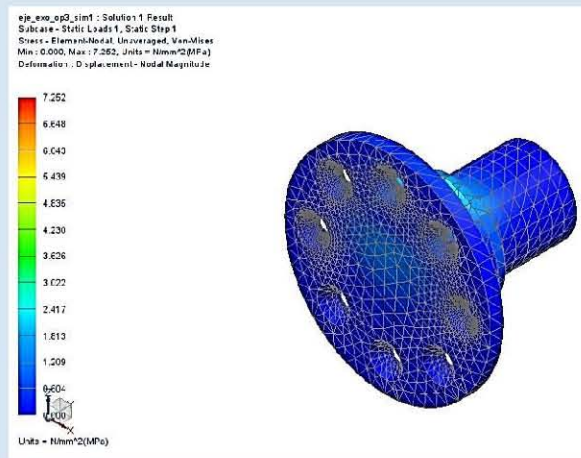 eje_exo_op3_sim1 : Solution 1 Result
Subcase - Static Loads 1, Static Step 1
Stress - Element-Nodal, Unaveraged, Von-Mises
Min : 0.000, Max : 7.252, Units = N/mm^2(MPa)
Deformation : Displacement - Nodal Magnitude
7.252
6.648
6.043
5.439
4.835
4.230
3.626
3.022
2.417
1.813
1.209
0.604
0.000
Units = N/mm^2(MPa)